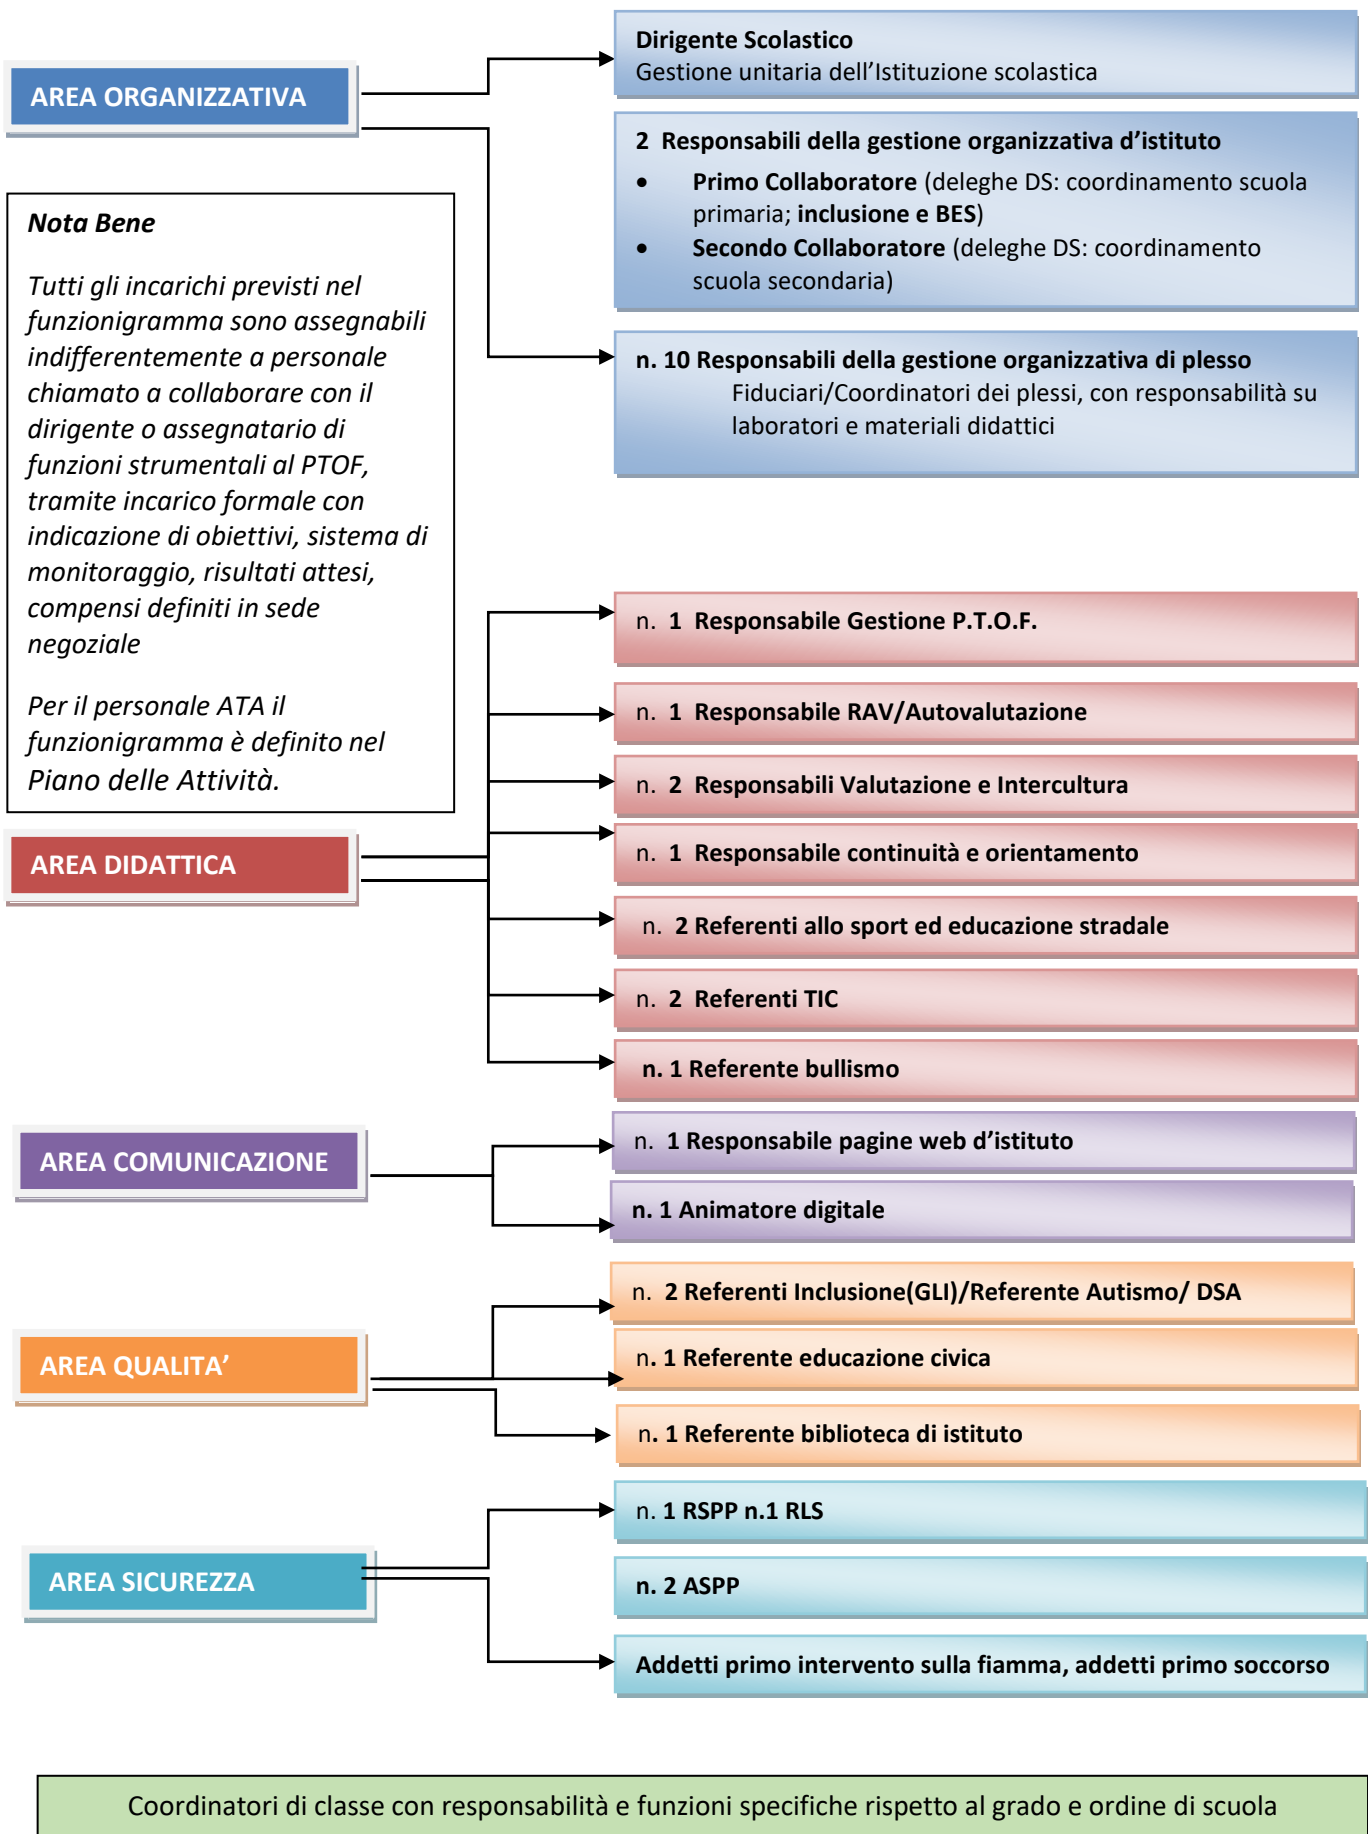 AREA ORGANIZZATIVA
Dirigente Scolastico
Gestione unitaria dell’Istituzione scolastica
2 Responsabili della gestione organizzativa d’istituto
• Primo Collaboratore (deleghe DS: coordinamento scuola
primaria; inclusione e BES)
• Secondo Collaboratore (deleghe DS: coordinamento
scuola secondaria)
n. 10 Responsabili della gestione organizzativa di plesso
Fiduciari/Coordinatori dei plessi, con responsabilità su
laboratori e materiali didattici
Nota Bene
Tutti gli incarichi previsti nel
funzionigramma sono assegnabili
indifferentemente a personale
chiamato a collaborare con il
dirigente o assegnatario di
funzioni strumentali al PTOF,
tramite incarico formale con
indicazione di obiettivi, sistema di
monitoraggio, risultati attesi,
compensi definiti in sede
negoziale
Per il personale ATA il
funzionigramma è definito nel
Piano delle Attività.
AREA DIDATTICA
n. 1 Responsabile Gestione P.T.O.F.
n. 1 Responsabile RAV/Autovalutazione
n. 2 Responsabili Valutazione e Intercultura
n. 1 Responsabile continuità e orientamento
n. 2 Referenti allo sport ed educazione stradale
n. 2 Referenti TIC
n. 1 Referente bullismo
AREA COMUNICAZIONE
n. 1 Responsabile pagine web d’istituto
n. 1 Animatore digitale
AREA QUALITA’
n. 2 Referenti Inclusione(GLI)/Referente Autismo/ DSA
n. 1 Referente educazione civica
n. 1 Referente biblioteca di istituto
AREA SICUREZZA
n. 1 RSPP n.1 RLS
n. 2 ASPP
Addetti primo intervento sulla fiamma, addetti primo soccorso
Coordinatori di classe con responsabilità e funzioni specifiche rispetto al grado e ordine di scuola